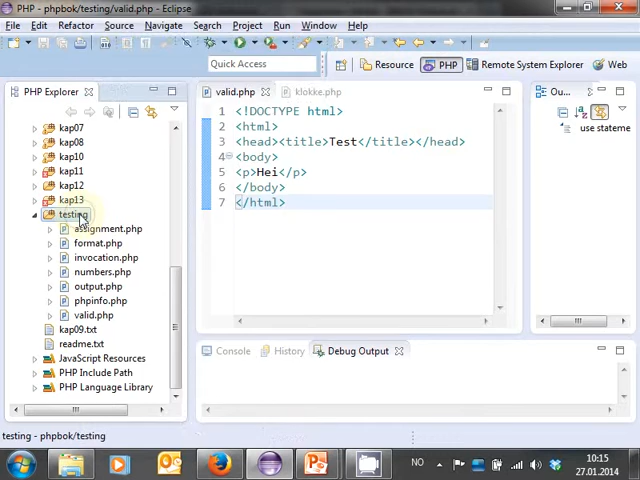 PHP - phpbok/testing/valid.php - Eclipse
File Edit Refactor Source Navigate Search Project Run Window Help
Quick Access
Resource PHP Remote System Explorer Web
PHP Explorer
kap07
kap08
kap10
kap11
kap12
kap13
testing
assignment.php
format.php
invocation.php
numbers.php
output.php
phpinfo.php
valid.php
kap09.txt
readme.txt
JavaScript Resources
PHP Include Path
PHP Language Library
valid.php klokke.php
1 <!DOCTYPE html>
2 <html>
3 <head><title>Test</title></head>
4 <body>
5 <p>Hei</p>
6 </body>
7 </html>
Ou...
use stateme
Console History Debug Output
testing - phpbok/testing
NO
10:15
27.01.2014